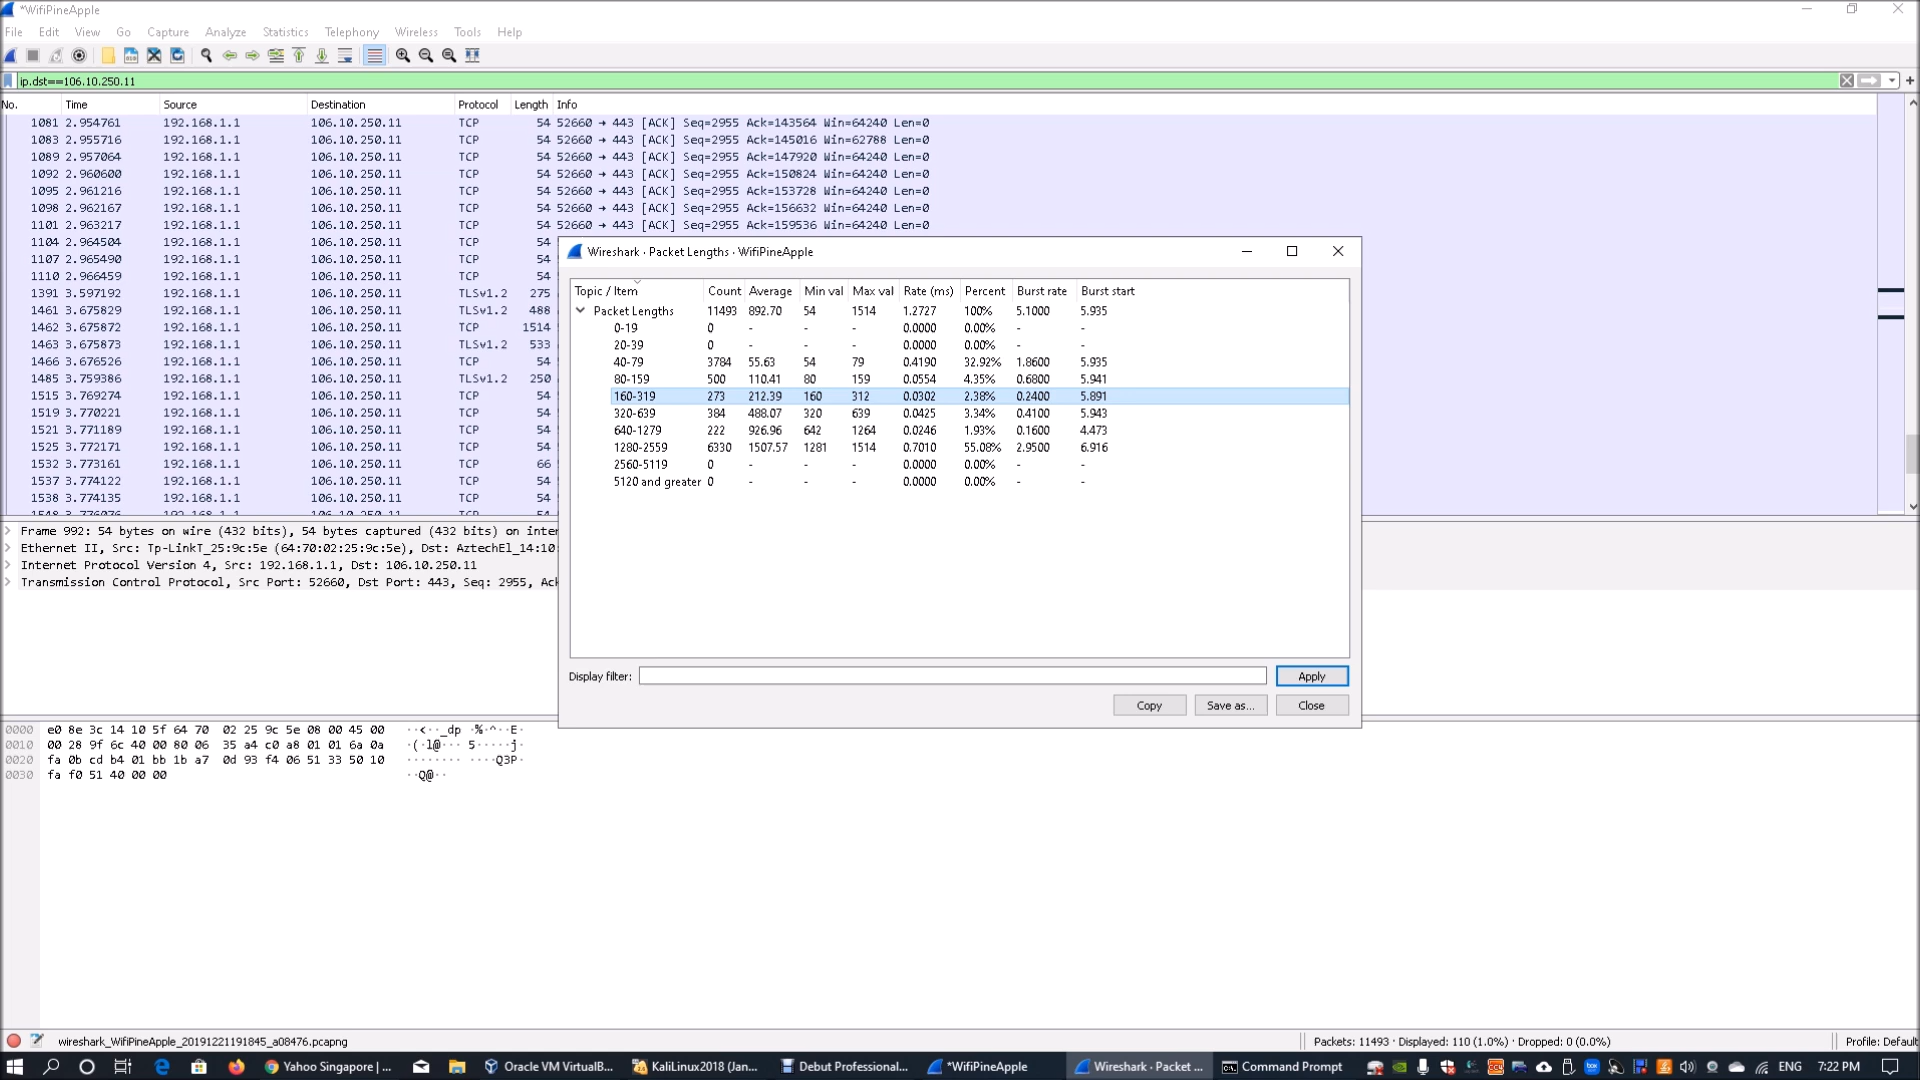 *WifiPineApple
File Edit View Go Capture Analyze Statistics Telephony Wireless Tools Help
ip.dst==106.10.250.11
No. Time Source Destination Protocol Length Info
1081 2.954761 192.168.1.1 106.10.250.11 TCP 54 52660 → 443 [ACK] Seq=2955 Ack=143564 Win=64240 Len=0
1083 2.955716 192.168.1.1 106.10.250.11 TCP 54 52660 → 443 [ACK] Seq=2955 Ack=145016 Win=62788 Len=0
1089 2.957064 192.168.1.1 106.10.250.11 TCP 54 52660 → 443 [ACK] Seq=2955 Ack=147920 Win=64240 Len=0
1092 2.960600 192.168.1.1 106.10.250.11 TCP 54 52660 → 443 [ACK] Seq=2955 Ack=150824 Win=64240 Len=0
1095 2.961216 192.168.1.1 106.10.250.11 TCP 54 52660 → 443 [ACK] Seq=2955 Ack=153728 Win=64240 Len=0
1098 2.962167 192.168.1.1 106.10.250.11 TCP 54 52660 → 443 [ACK] Seq=2955 Ack=156632 Win=64240 Len=0
1101 2.963217 192.168.1.1 106.10.250.11 TCP 54 52660 → 443 [ACK] Seq=2955 Ack=159536 Win=64240 Len=0
1104 2.964504 192.168.1.1 106.10.250.11 TCP 54
1107 2.965490 192.168.1.1 106.10.250.11 TCP 54
1110 2.966459 192.168.1.1 106.10.250.11 TCP 54
1391 3.597192 192.168.1.1 106.10.250.11 TLSv1.2 275
1461 3.675829 192.168.1.1 106.10.250.11 TLSv1.2 488
1462 3.675872 192.168.1.1 106.10.250.11 TCP 1514
1463 3.675873 192.168.1.1 106.10.250.11 TLSv1.2 533
1466 3.676526 192.168.1.1 106.10.250.11 TCP 54
1485 3.759386 192.168.1.1 106.10.250.11 TLSv1.2 250
1515 3.769274 192.168.1.1 106.10.250.11 TCP 54
1519 3.770221 192.168.1.1 106.10.250.11 TCP 54
1521 3.771189 192.168.1.1 106.10.250.11 TCP 54
1525 3.772171 192.168.1.1 106.10.250.11 TCP 54
1532 3.773161 192.168.1.1 106.10.250.11 TCP 66
1537 3.774122 192.168.1.1 106.10.250.11 TCP 54
1538 3.774135 192.168.1.1 106.10.250.11 TCP 54
Wireshark · Packet Lengths · WifiPineApple
Topic / Item Count Average Min val Max val Rate (ms) Percent Burst rate Burst start
Packet Lengths 11493 892.70 54 1514 1.2727 100% 5.1000 5.935
0-19 0 - - - 0.0000 0.00% - -
20-39 0 - - - 0.0000 0.00% - -
40-79 3784 55.63 54 79 0.4190 32.92% 1.8600 5.935
80-159 500 110.41 80 159 0.0554 4.35% 0.6800 5.941
160-319 273 212.39 160 312 0.0302 2.38% 0.2400 5.891
320-639 384 488.07 320 639 0.0425 3.34% 0.4100 5.943
640-1279 222 926.96 642 1264 0.0246 1.93% 0.1600 4.473
1280-2559 6330 1507.57 1281 1514 0.7010 55.08% 2.9500 6.916
2560-5119 0 - - - 0.0000 0.00% - -
5120 and greater 0 - - - 0.0000 0.00% - -
Display filter: Apply
Copy Save as... Close
Frame 992: 54 bytes on wire (432 bits), 54 bytes captured (432 bits) on inter
Ethernet II, Src: Tp-LinkT_25:9c:5e (64:70:02:25:9c:5e), Dst: AztechEl_14:10:
Internet Protocol Version 4, Src: 192.168.1.1, Dst: 106.10.250.11
Transmission Control Protocol, Src Port: 52660, Dst Port: 443, Seq: 2955, Ack
0000 e0 8e 3c 14 10 5f 64 70 02 25 9c 5e 08 00 45 00 ··<··_dp ·%·^··E·
0010 00 28 9f 6c 40 00 80 06 35 a4 c0 a8 01 01 6a 0a ·(·l@··· 5·····j·
0020 fa 0b cd b4 01 bb 1b a7 0d 93 f4 06 51 33 50 10 ········ ····Q3P·
0030 fa f0 51 40 00 00 ··Q@··
wireshark_WifiPineApple_20191221191845_a08476.pcapng
Packets: 11493 · Displayed: 110 (1.0%) · Dropped: 0 (0.0%) Profile: Default
Yahoo Singapore | ... Oracle VM VirtualB... KaliLinux2018 (Jan... Debut Professional... *WifiPineApple Wireshark · Packet ... Command Prompt ENG 7:22 PM